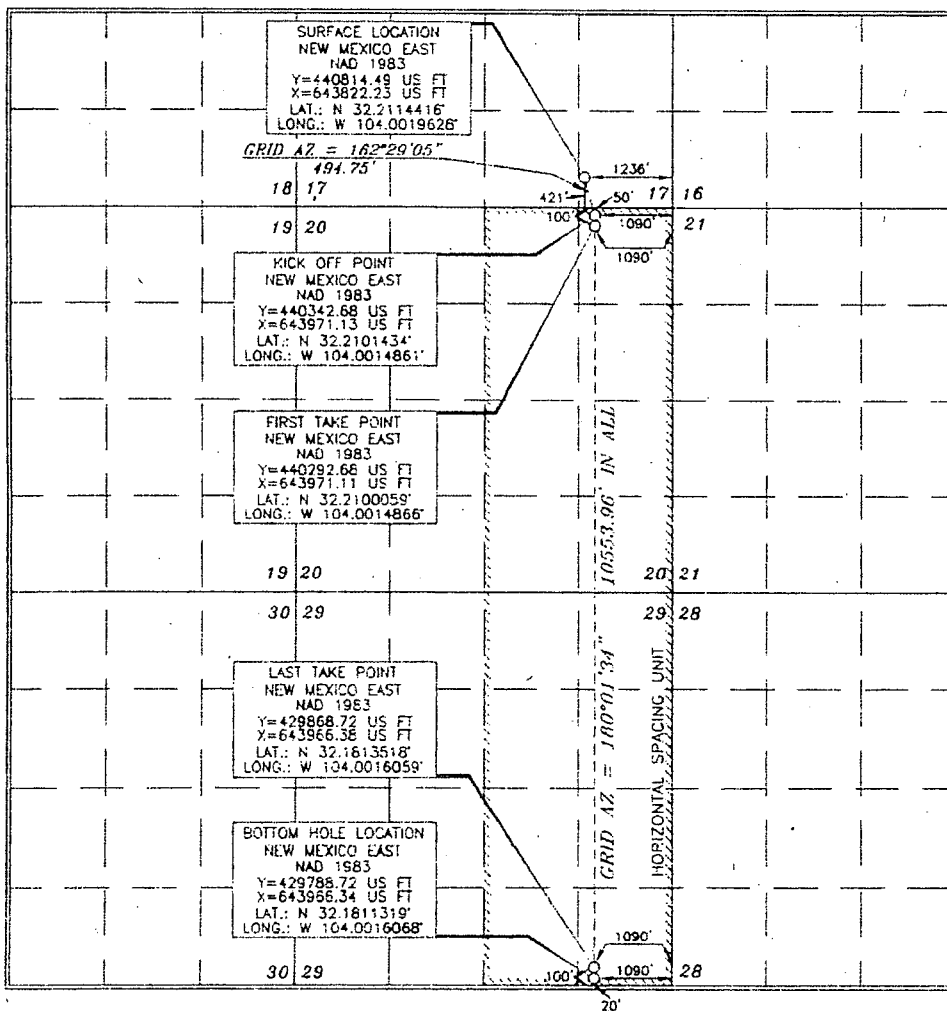 SURFACE LOCATION
NEW MEXICO EAST
NAD 1983
Y=440814.49 US FT
X=643822.23 US FT
LAT.: N 32.2114416°
LONG.: W 104.0019628°
GRID AZ = 162°29'05"
494.75'
1236'
421'
50'
18 17
17 16
100'
1090'
19 20
21
1090'
KICK OFF POINT
NEW MEXICO EAST
NAD 1983
Y=440342.68 US FT
X=643971.13 US FT
LAT.: N 32.2101434°
LONG.: W 104.0014861°
FIRST TAKE POINT
NEW MEXICO EAST
NAD 1983
Y=440292.68 US FT
X=643971.11 US FT
LAT.: N 32.2100059°
LONG.: W 104.0014866°
10553.96' IN ALL
19 20
20 21
30 29
29 28
GRID AZ = 180°01'34"
HORIZONTAL SPACING UNIT
LAST TAKE POINT
NEW MEXICO EAST
NAD 1983
Y=429868.72 US FT
X=643966.38 US FT
LAT.: N 32.1813518°
LONG.: W 104.0016059°
BOTTOM HOLE LOCATION
NEW MEXICO EAST
NAD 1983
Y=429788.72 US FT
X=643966.34 US FT
LAT.: N 32.1811319°
LONG.: W 104.0016068°
1090'
30 29
100'
1090'
28
20'